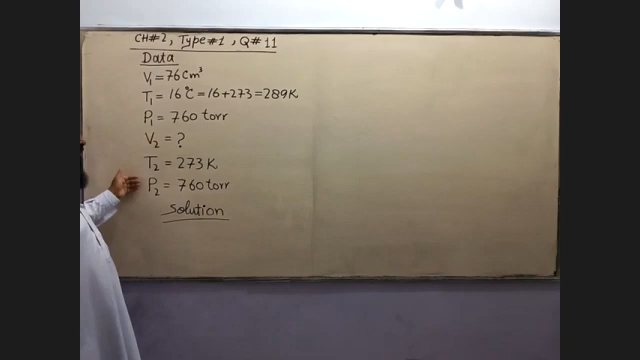 CH#2, Type#1, Q#11
Data
V₁ = 76 cm³
T₁ = 16°C = 16+273 = 289K
P₁ = 760 torr
V₂ = ?
T₂ = 273 K
P₂ = 760 torr
Solution